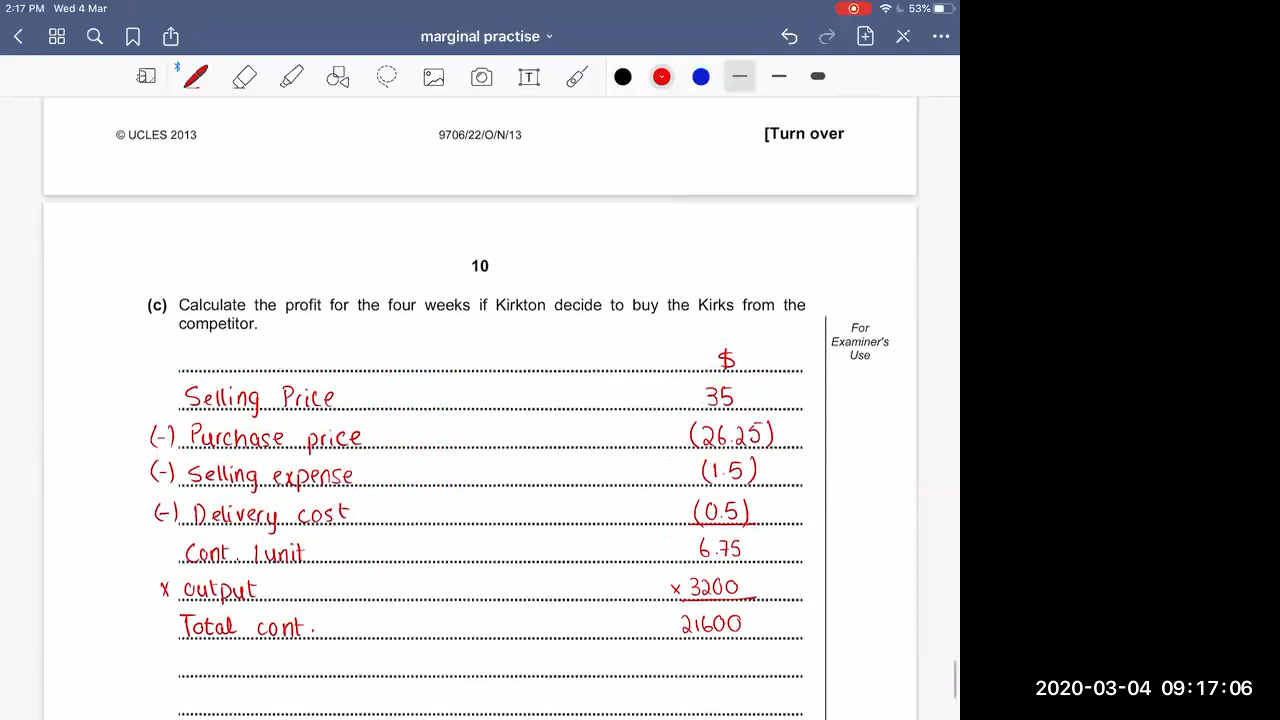 2:17 PM Wed 4 Mar
53%
marginal practise
T
© UCLES 2013
9706/22/O/N/13
[Turn over
10
(c) Calculate the profit for the four weeks if Kirkton decide to buy the Kirks from the
competitor.
For
Examiner's
Use
$
Selling Price 35
(-) Purchase price (26.25)
(-) Selling expense (1.5)
(-) Delivery cost (0.5)
Cont. /unit 6.75
x output x 3200
Total cont. 21600
2020-03-04 09:17:06